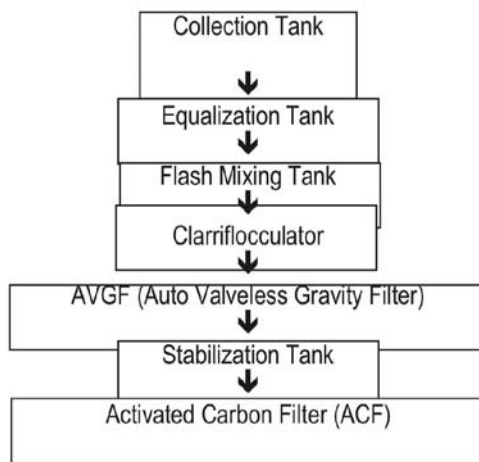 Collection Tank
Equalization Tank
Flash Mixing Tank
Clarriflocculator
AVGF (Auto Valveless Gravity Filter)
Stabilization Tank
Activated Carbon Filter (ACF)